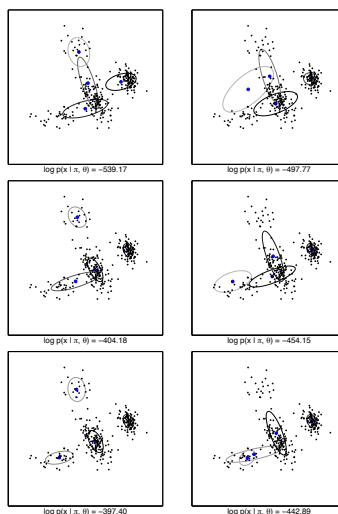 log p(x | π, θ) = −539.17
log p(x | π, θ) = −497.77
log p(x | π, θ) = −404.18
log p(x | π, θ) = −454.15
log p(x | π, θ) = −397.40
log p(x | π, θ) = −442.89